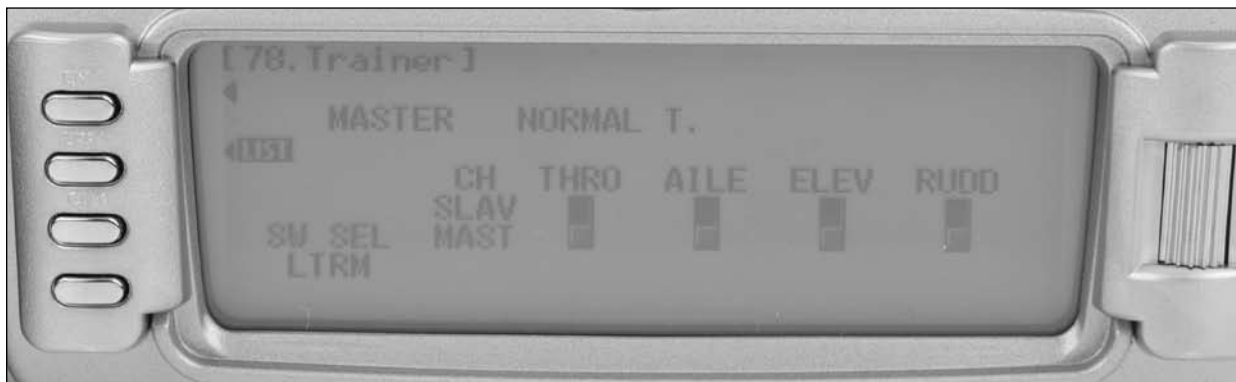 [78.Trainer]
MASTER NORMAL T.
LIST
CH THRO AILE ELEV RUDD
SLAV
SW SEL MAST
LTRM